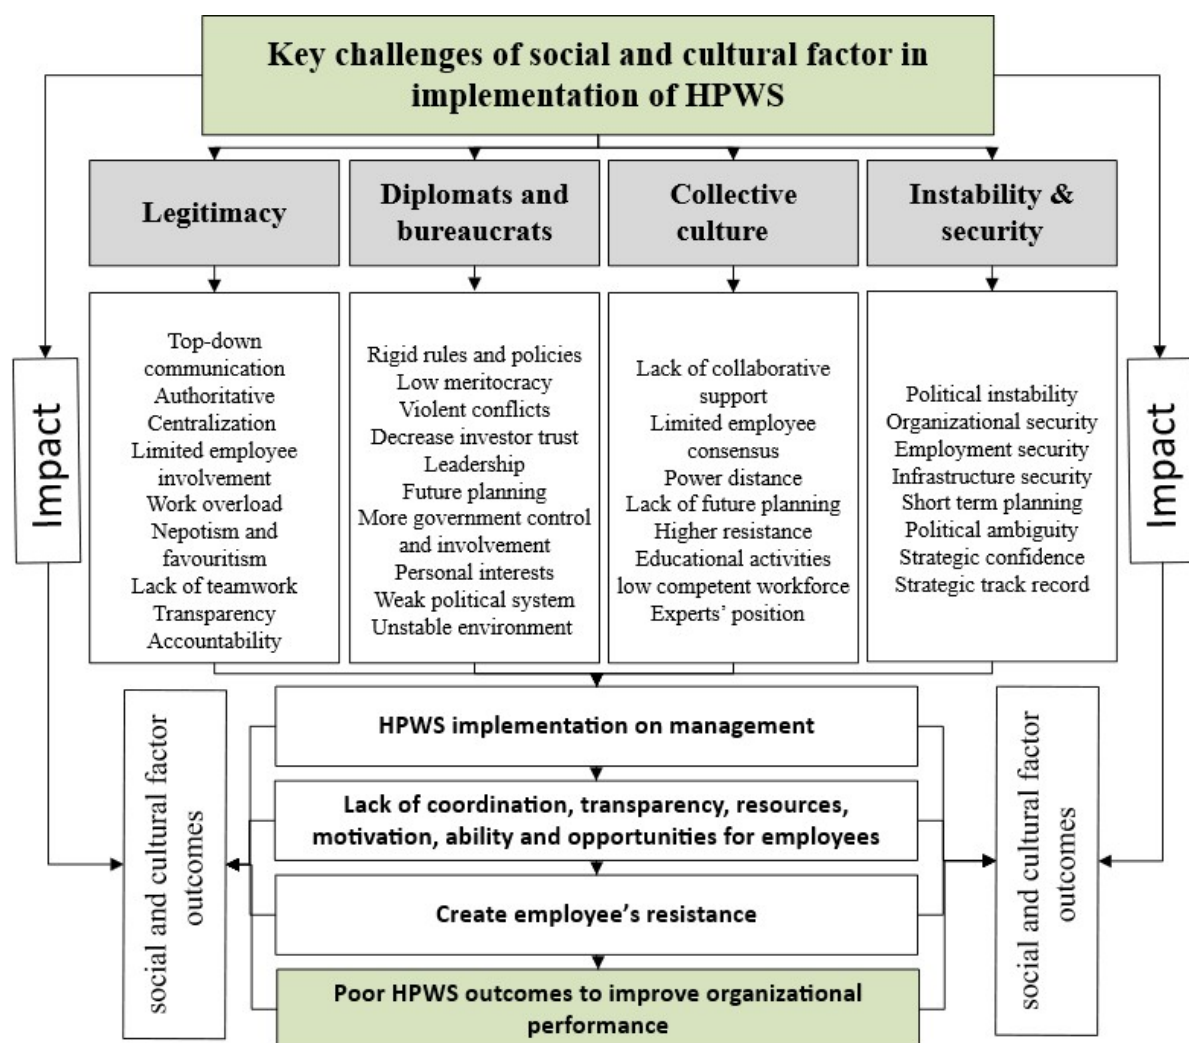 Key challenges of social and cultural factor in
implementation of HPWS
Legitimacy
Diplomats and
bureaucrats
Collective
culture
Instability &
security
Top-down
communication
Authoritative
Centralization
Limited employee
involvement
Work overload
Nepotism and
favouritism
Lack of teamwork
Transparency
Accountability
Rigid rules and policies
Low meritocracy
Violent conflicts
Decrease investor trust
Leadership
Future planning
More government control
and involvement
Personal interests
Weak political system
Unstable environment
Lack of collaborative
support
Limited employee
consensus
Power distance
Lack of future planning
Higher resistance
Educational activities
low competent workforce
Experts’ position
Political instability
Organizational security
Employment security
Infrastructure security
Short term planning
Political ambiguity
Strategic confidence
Strategic track record
Impact
Impact
HPWS implementation on management
Lack of coordination, transparency, resources,
motivation, ability and opportunities for employees
Create employee’s resistance
Poor HPWS outcomes to improve organizational
performance
social and cultural factor
outcomes
social and cultural factor
outcomes